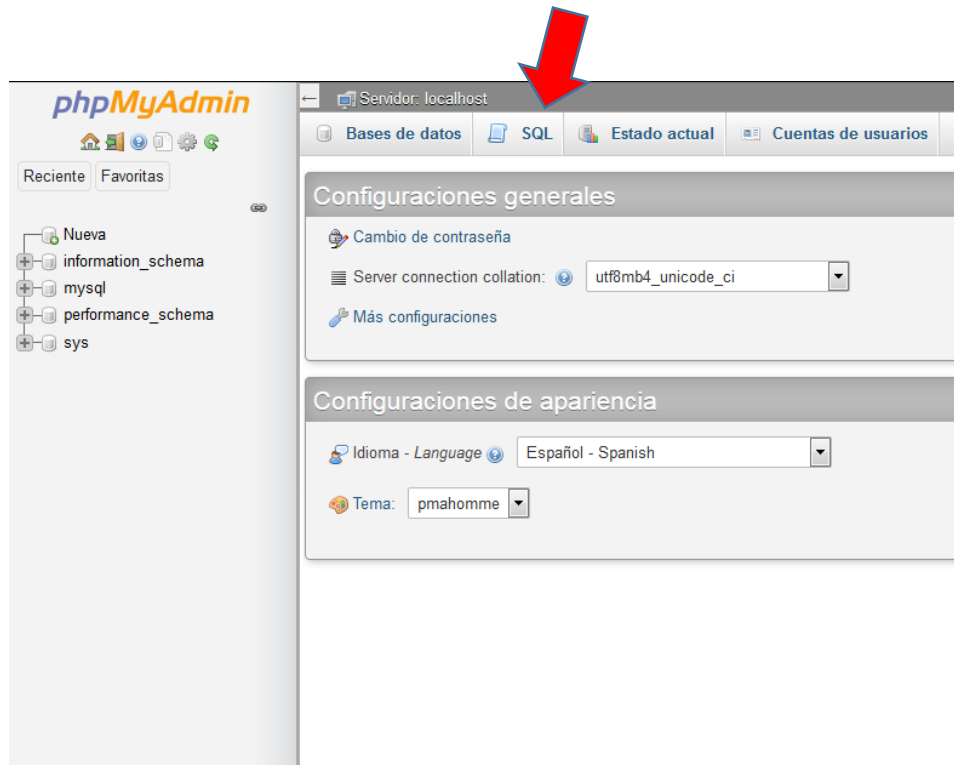 phpMyAdmin
Reciente Favoritas
Nueva
information_schema
mysql
performance_schema
sys
Servidor: localhost
Bases de datos SQL Estado actual Cuentas de usuarios
Configuraciones generales
Cambio de contraseña
Server connection collation: utf8mb4_unicode_ci
Más configuraciones
Configuraciones de apariencia
Idioma - Language Español - Spanish
Tema: pmahomme